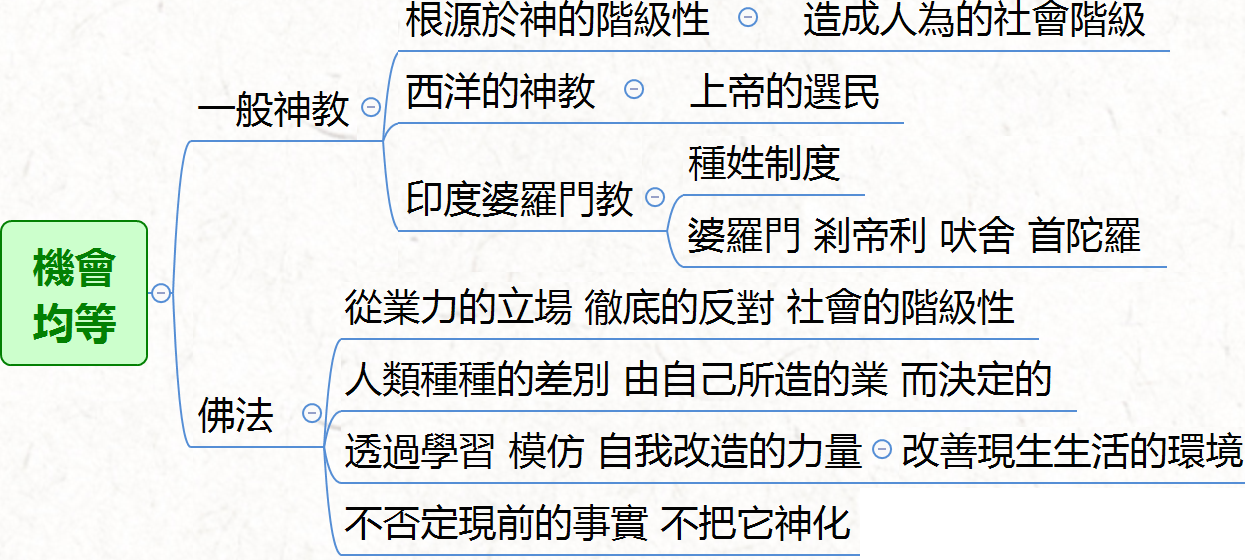 機會
均等
一般神教
根源於神的階級性
造成人為的社會階級
西洋的神教
上帝的選民
印度婆羅門教
種姓制度
婆羅門 剎帝利 吠舍 首陀羅
佛法
從業力的立場 徹底的反對 社會的階級性
人類種種的差別 由自己所造的業 而決定的
透過學習 模仿 自我改造的力量
改善現生生活的環境
不否定現前的事實 不把它神化